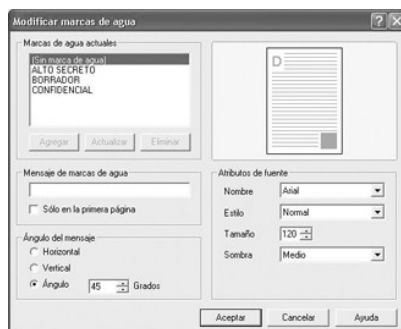 Modificar marcas de agua
Marcas de agua actuales
(Sin marca de agua)
ALTO SECRETO
BORRADOR
CONFIDENCIAL
Agregar Actualizar Eliminar
D
Mensaje de marcas de agua
Sólo en la primera página
Ángulo del mensaje
Horizontal
Vertical
Ángulo 45 Grados
Atributos de fuente
Nombre Arial
Estilo Normal
Tamaño 120
Sombra Medio
Aceptar Cancelar Ayuda